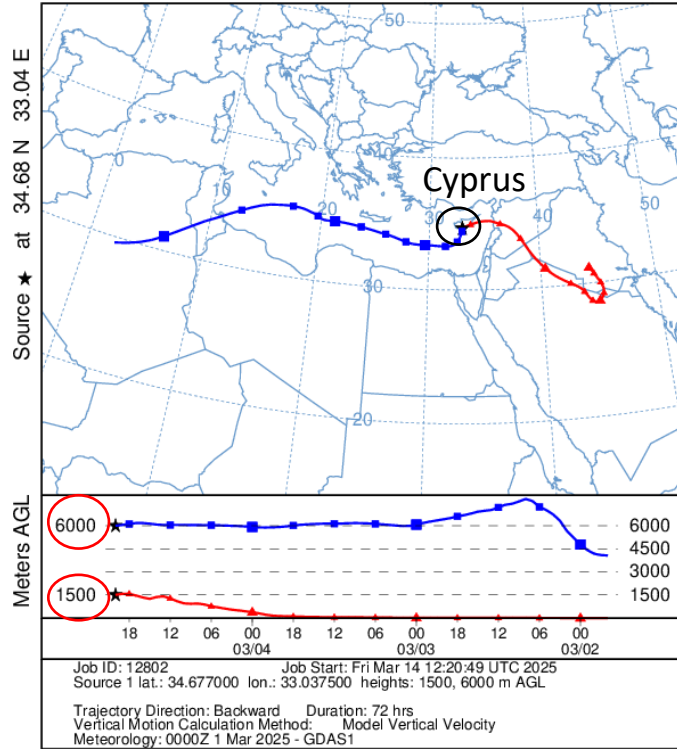 Source ★ at 34.68 N 33.04 E
50
0
10
40
Cyprus
20
30
40
50
30
20
Meters AGL
6000
1500
6000
4500
3000
1500
18 12 06 00 18 12 06 00 18 12 06 00
03/04 03/03 03/02
Job ID: 12802 Job Start: Fri Mar 14 12:20:49 UTC 2025
Source 1 lat.: 34.677000 lon.: 33.037500 heights: 1500, 6000 m AGL
Trajectory Direction: Backward Duration: 72 hrs
Vertical Motion Calculation Method: Model Vertical Velocity
Meteorology: 0000Z 1 Mar 2025 - GDAS1